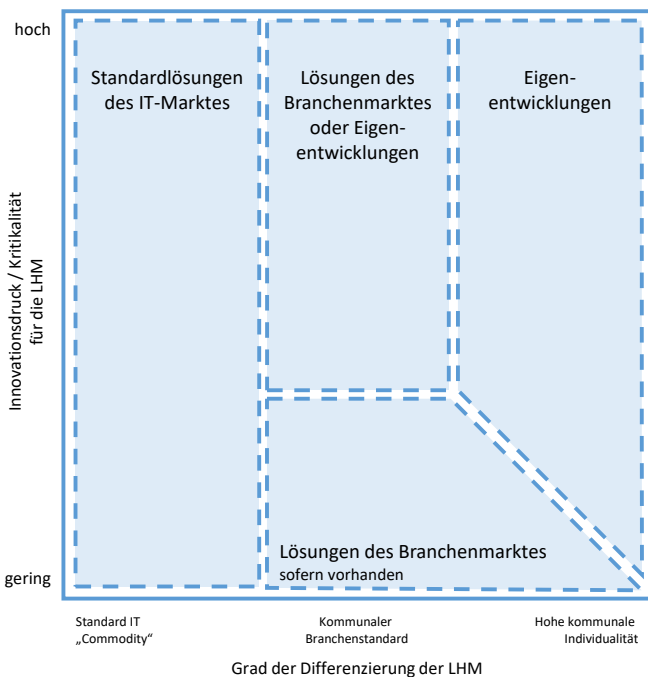 hoch
Standardlösungen
des IT-Marktes
Lösungen des
Branchenmarktes
oder Eigen-
entwicklungen
Eigen-
entwicklungen
Innovationsdruck / Kritikalität
für die LHM
Lösungen des Branchenmarktes
sofern vorhanden
gering
Standard IT
„Commodity“
Kommunaler
Branchenstandard
Hohe kommunale
Individualität
Grad der Differenzierung der LHM